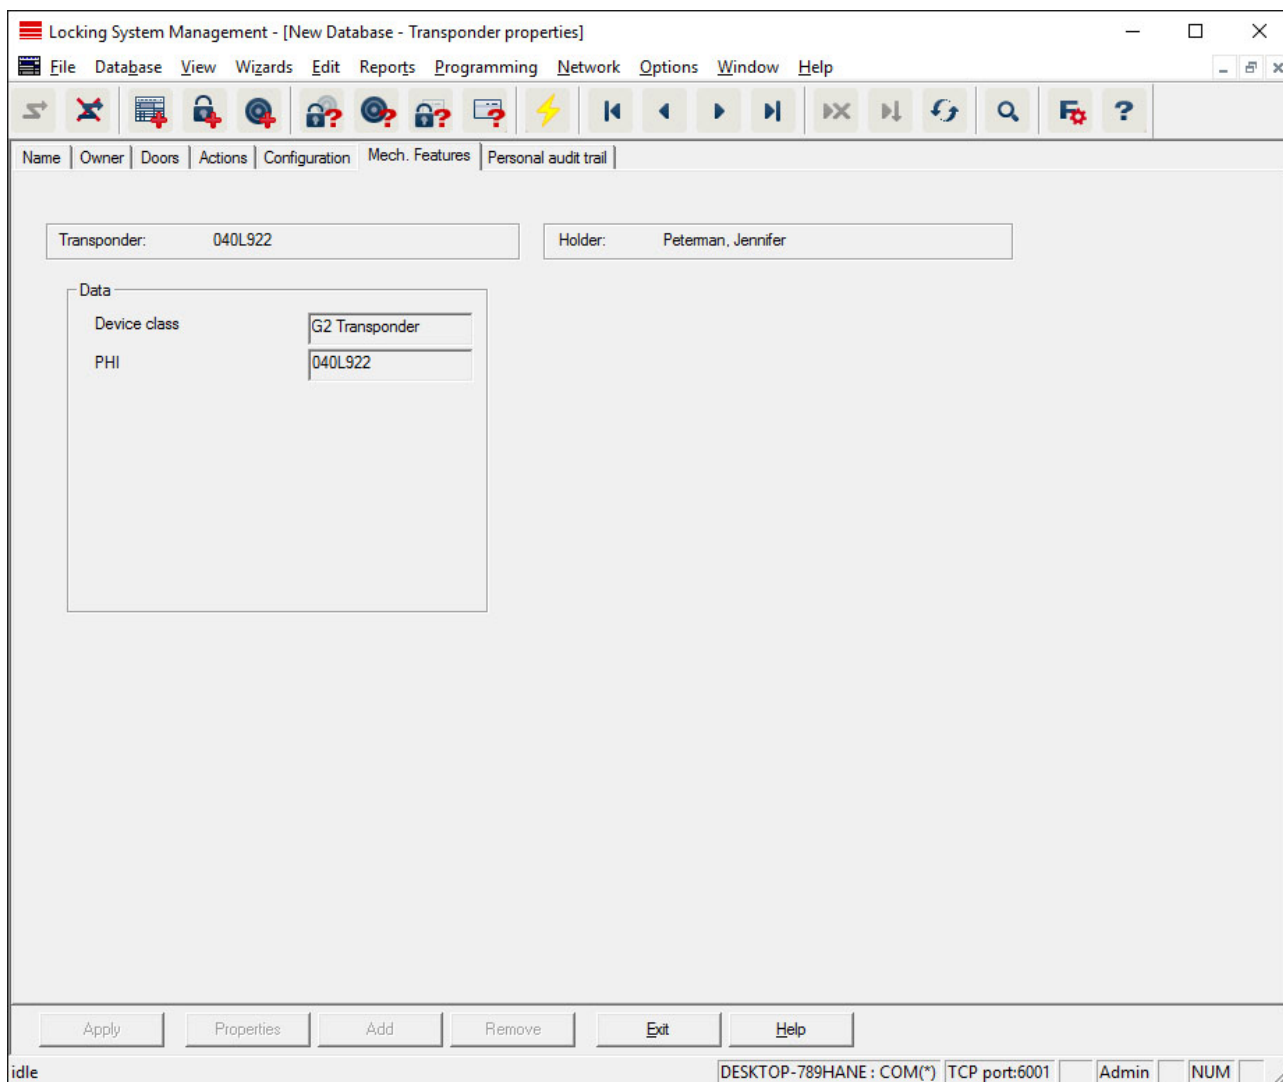 Locking System Management - [New Database - Transponder properties]
File Database View Wizards Edit Reports Programming Network Options Window Help
Name Owner Doors Actions Configuration Mech. Features Personal audit trail
Transponder: 040L922 Holder: Peterman, Jennifer
Data
Device class G2 Transponder
PHI 040L922
Apply Properties Add Remove Exit Help
idle DESKTOP-789HANE : COM(*) TCP port:6001 Admin NUM